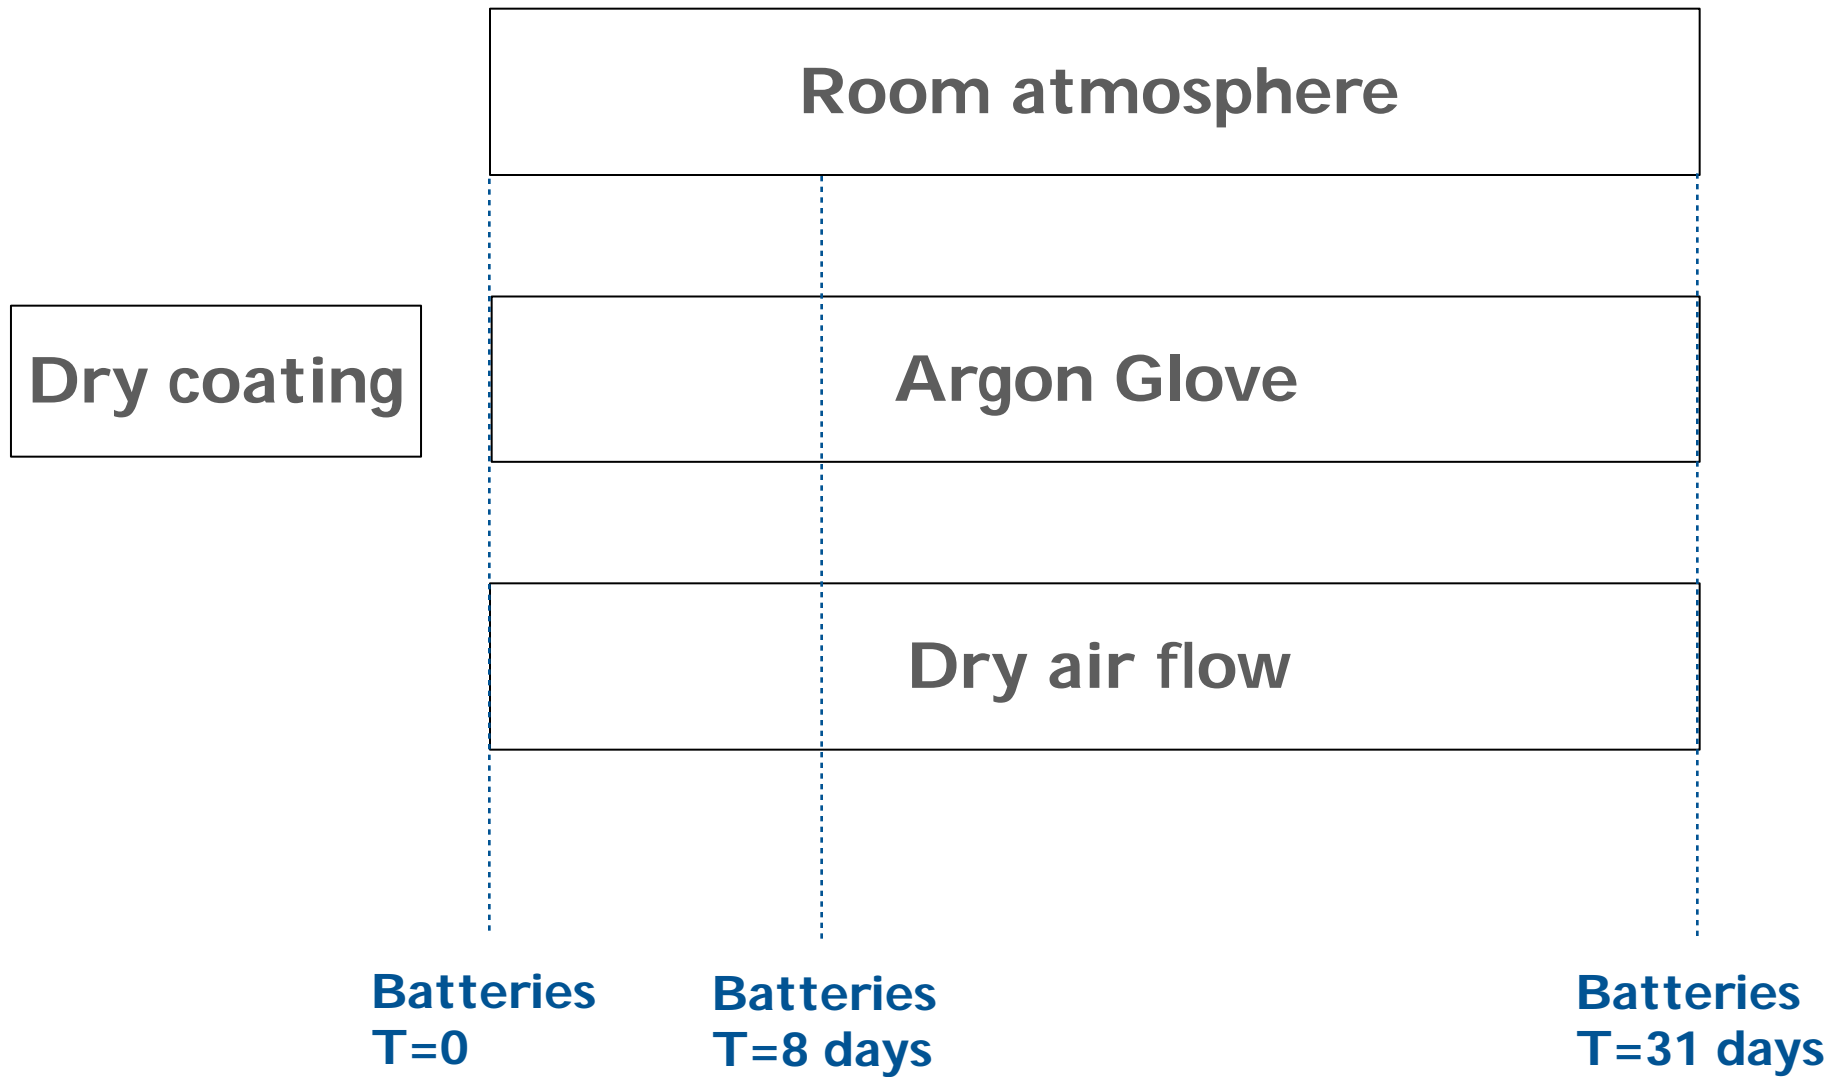 Room atmosphere
Dry coating
Argon Glove
Dry air flow
Batteries
T=0
Batteries
T=8 days
Batteries
T=31 days